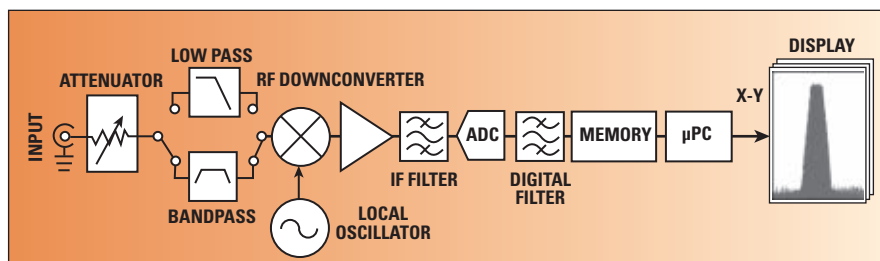 LOW PASS
DISPLAY
ATTENUATOR
RF DOWNCONVERTER
X-Y
INPUT
ADC
MEMORY
µPC
IF FILTER
DIGITAL
FILTER
BANDPASS
LOCAL
OSCILLATOR